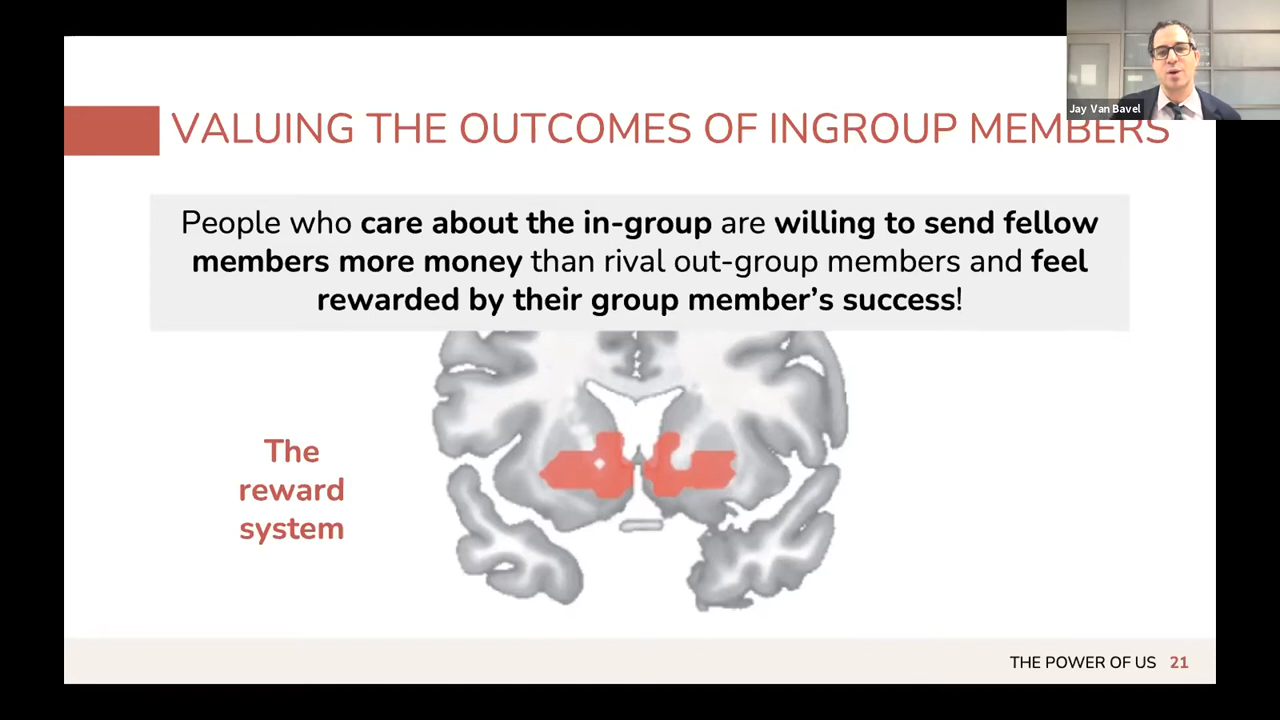 Jay Van Bavel
VALUING THE OUTCOMES OF INGROUP MEMBERS
People who care about the in-group are willing to send fellow
members more money than rival out-group members and feel
rewarded by their group member’s success!
The
reward
system
THE POWER OF US 21